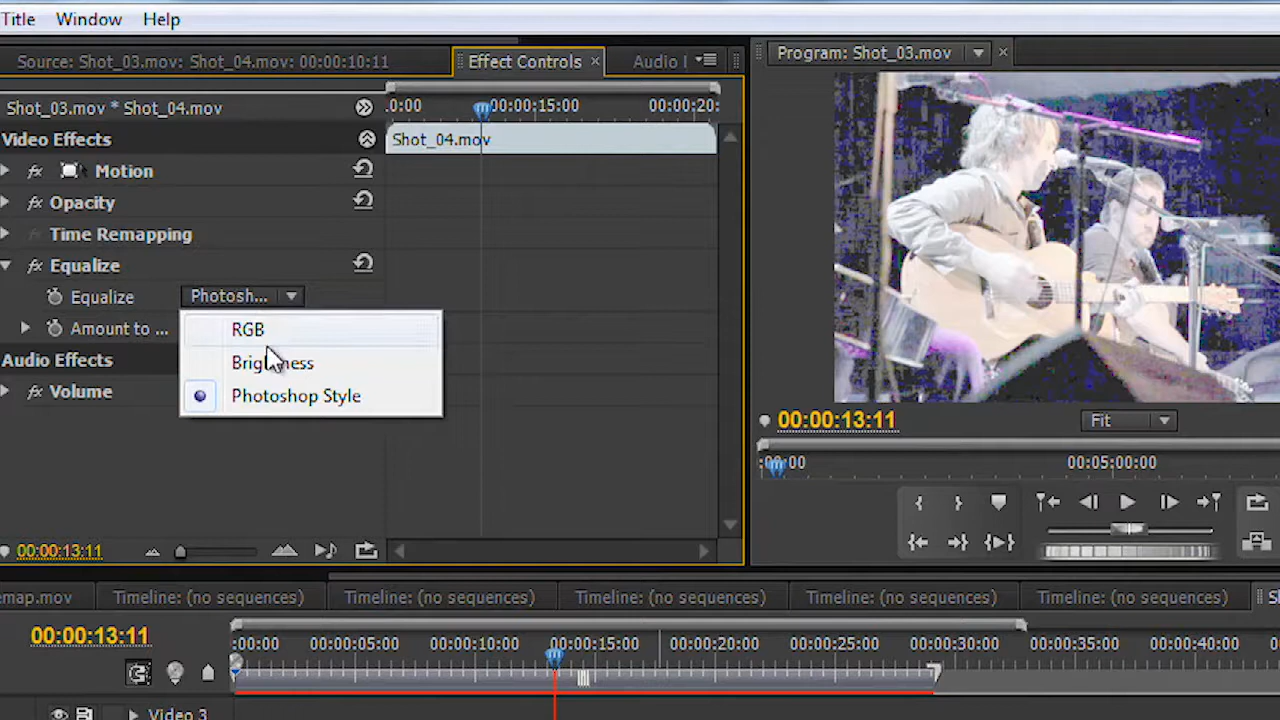 Title Window Help
Source: Shot_03.mov: Shot_04.mov: 00:00:10:11
Effect Controls ×
Audio I
Program: Shot_03.mov ×
Shot_03.mov * Shot_04.mov
:0:00 00:00:15:00 00:00:20:
Video Effects
Shot_04.mov
fx Motion
fx Opacity
fx Time Remapping
fx Equalize
Equalize Photosh...
RGB
Amount to ...
Brightness
Audio Effects
Photoshop Style
fx Volume
00:00:13:11 Fit
:00:00 00:05:00:00
00:00:13:11
emap.mov Timeline: (no sequences) Timeline: (no sequences) Timeline: (no sequences) Timeline: (no sequences) Timeline: (no sequences)
00:00:13:11
:00:00 00:00:05:00 00:00:10:00 00:00:15:00 00:00:20:00 00:00:25:00 00:00:30:00 00:00:35:00 00:00:40:00
Video 3